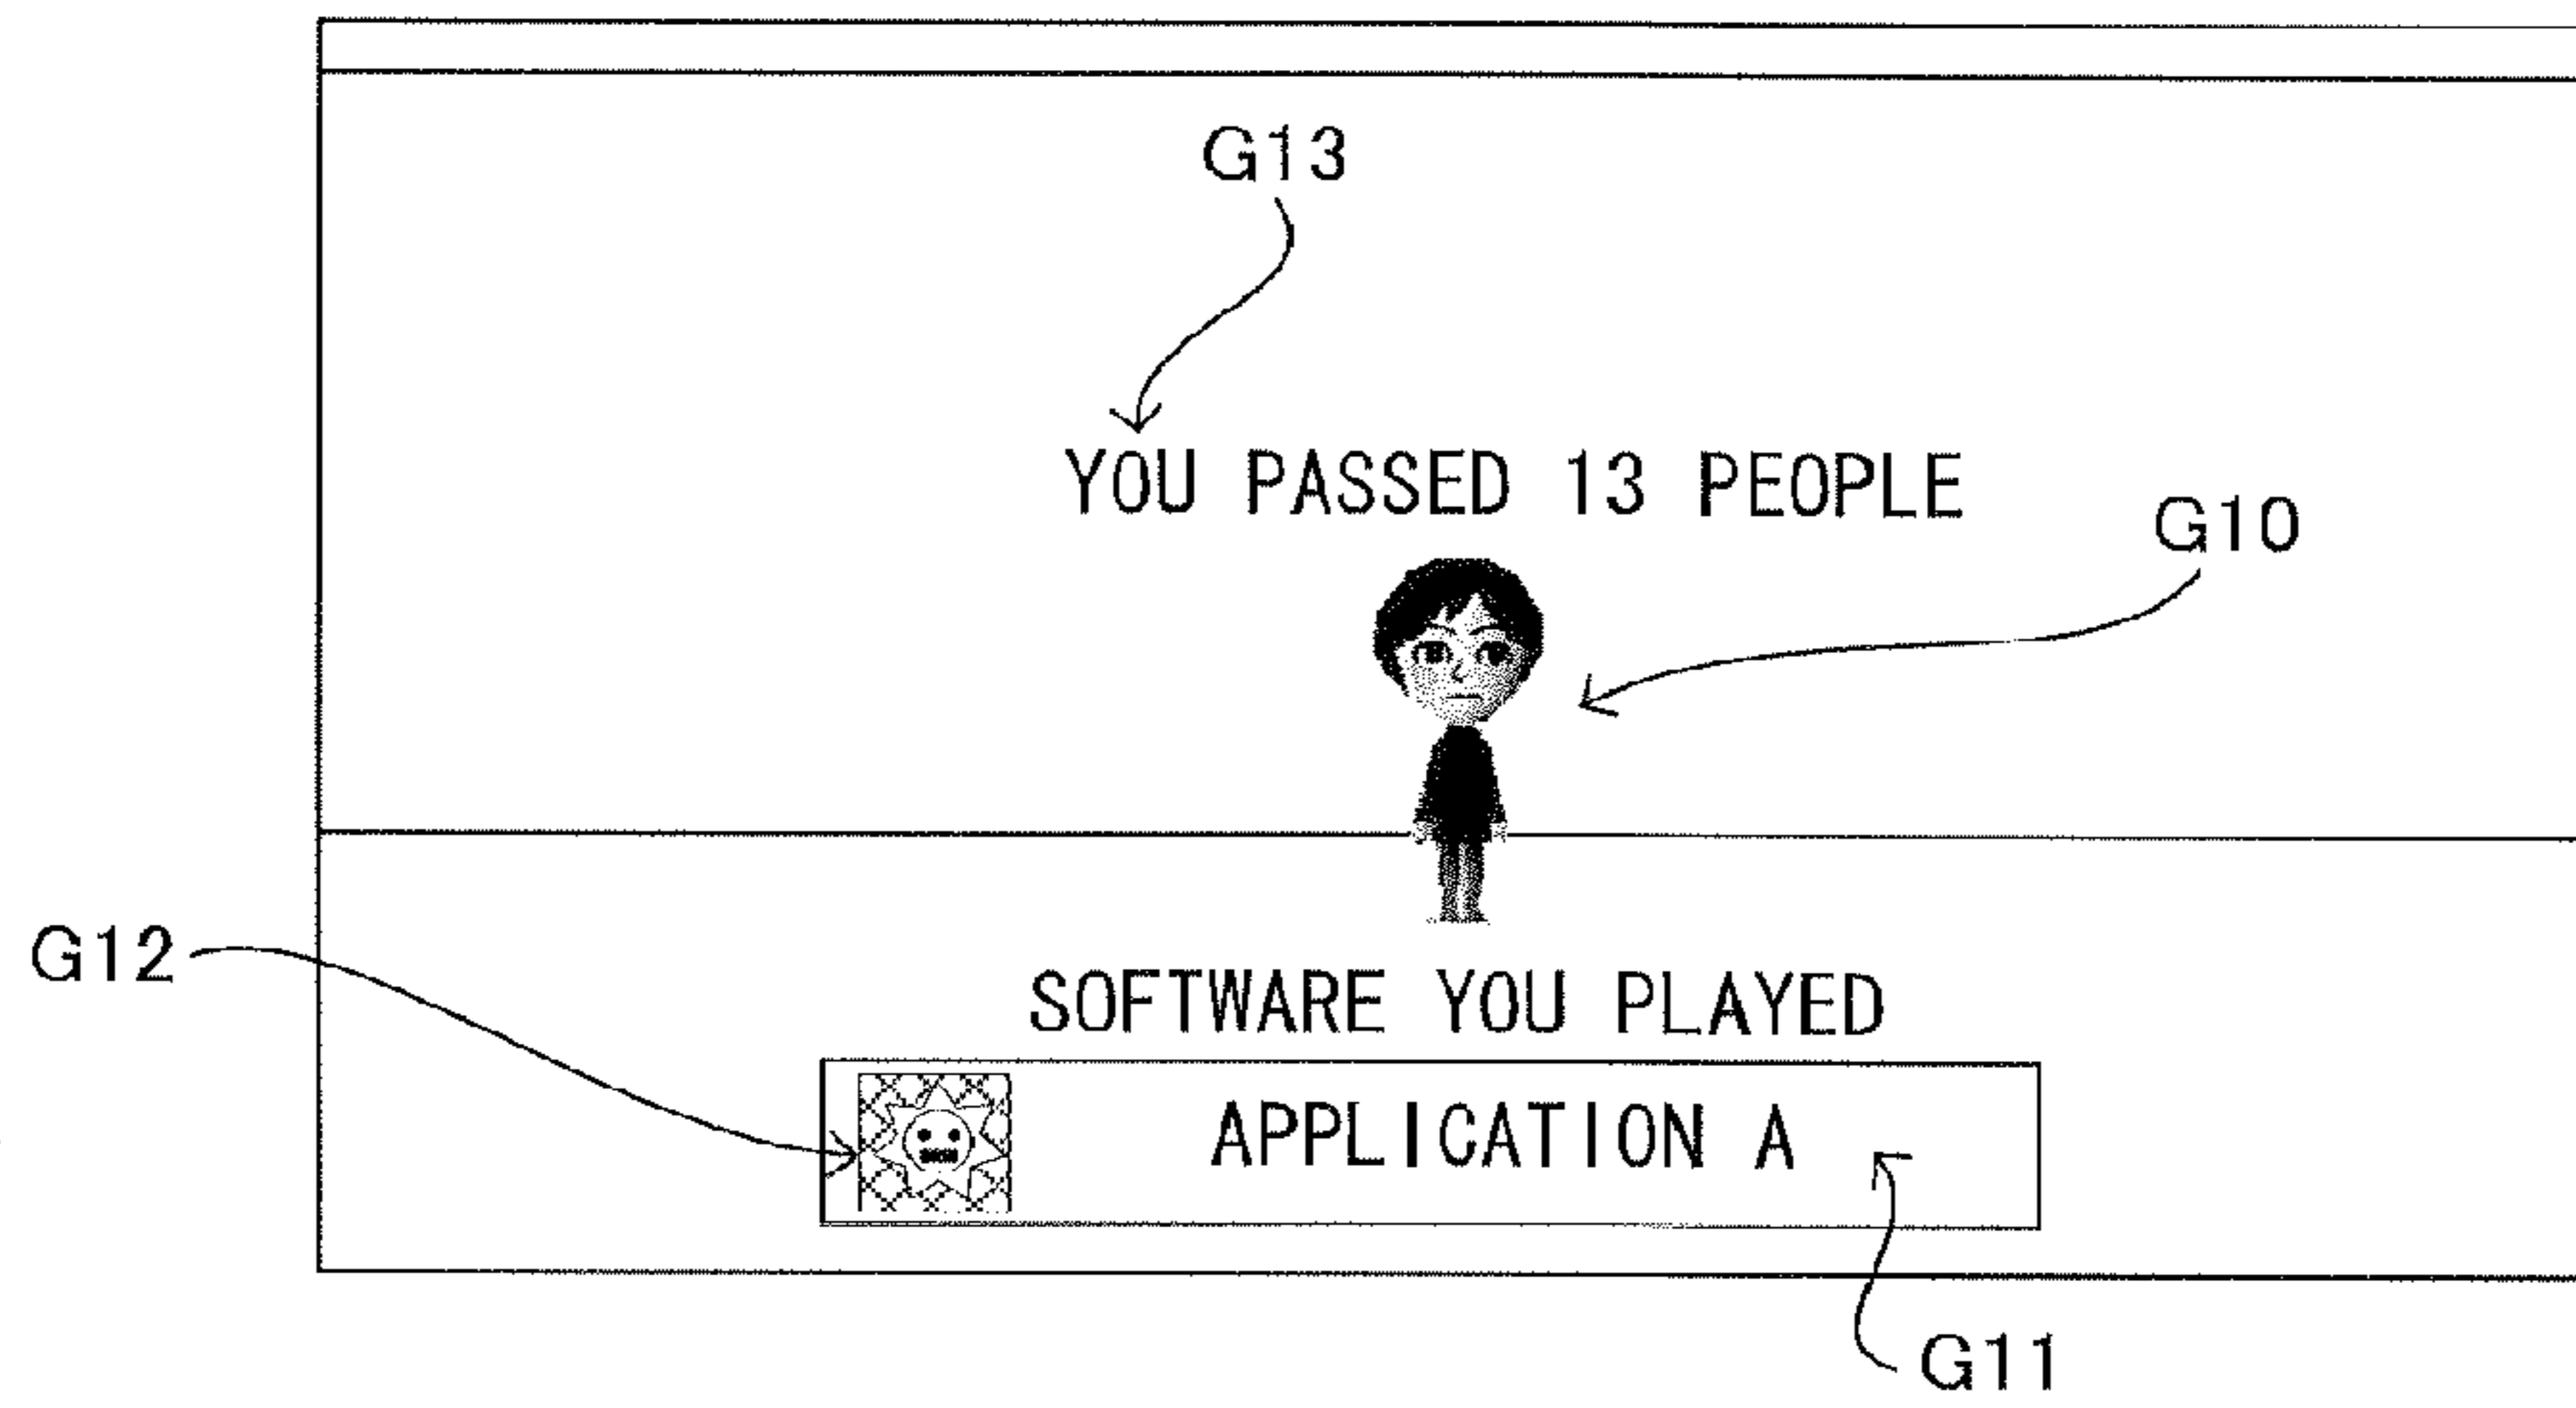 G13
YOU PASSED 13 PEOPLE
G10
G12
SOFTWARE YOU PLAYED
APPLICATION A
G11